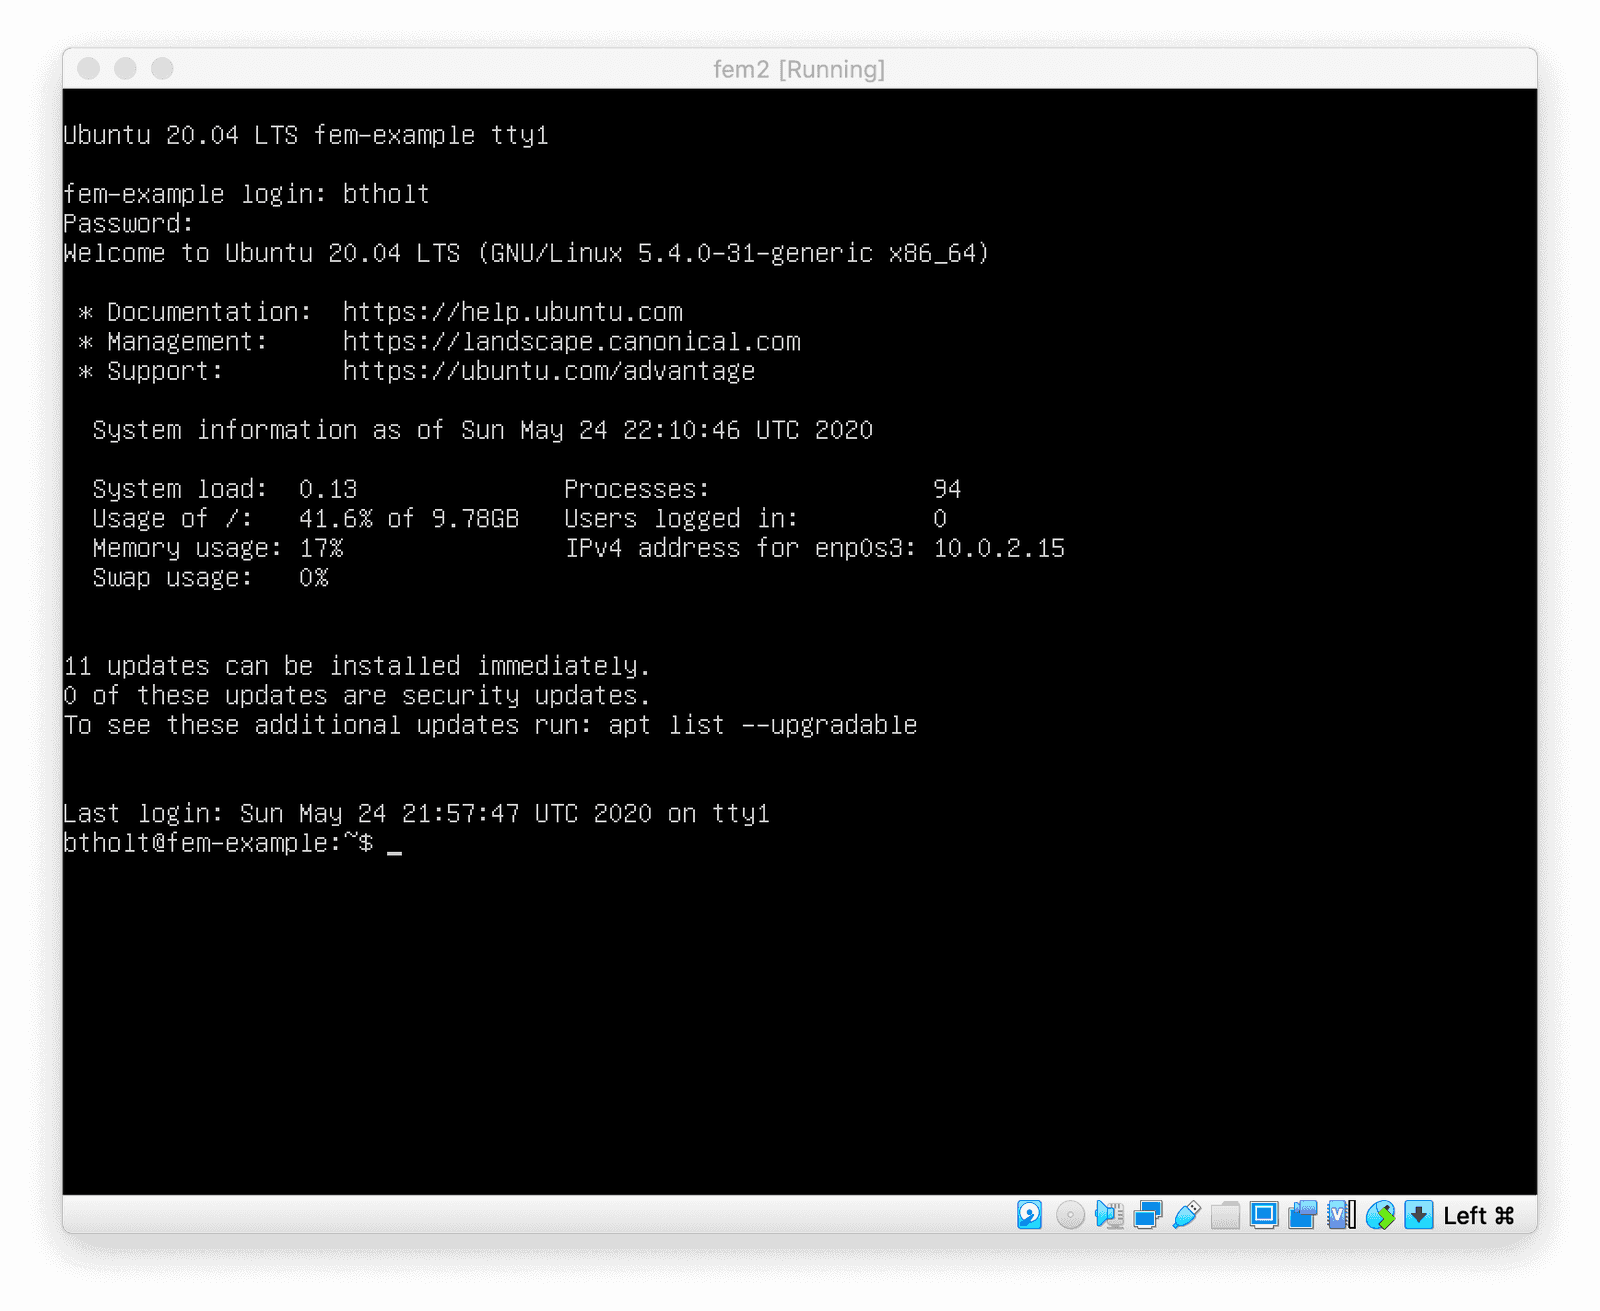 fem2 [Running]
Ubuntu 20.04 LTS fem-example tty1
fem-example login: btholt
Password:
Welcome to Ubuntu 20.04 LTS (GNU/Linux 5.4.0-31-generic x86_64)
* Documentation:  https://help.ubuntu.com
* Management:     https://landscape.canonical.com
* Support:        https://ubuntu.com/advantage
System information as of Sun May 24 22:10:46 UTC 2020
System load:  0.13              Processes:               94
Usage of /:   41.6% of 9.78GB   Users logged in:         0
Memory usage: 17%               IPv4 address for enp0s3: 10.0.2.15
Swap usage:   0%
11 updates can be installed immediately.
0 of these updates are security updates.
To see these additional updates run: apt list --upgradable
Last login: Sun May 24 21:57:47 UTC 2020 on tty1
btholt@fem-example:~$ _
Left ⌘